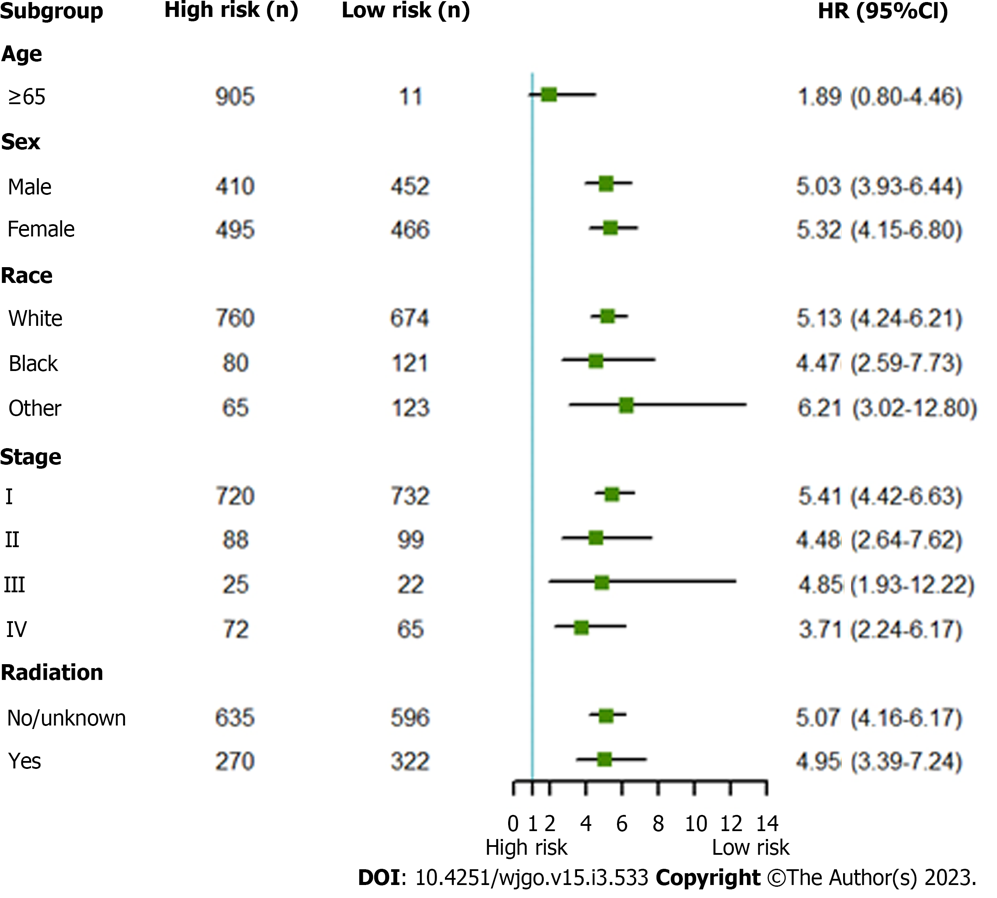 Subgroup High risk (n) Low risk (n) HR (95%CI)
Age
≥65 905 11 1.89 (0.80-4.46)
Sex
Male 410 452 5.03 (3.93-6.44)
Female 495 466 5.32 (4.15-6.80)
Race
White 760 674 5.13 (4.24-6.21)
Black 80 121 4.47 (2.59-7.73)
Other 65 123 6.21 (3.02-12.80)
Stage
I 720 732 5.41 (4.42-6.63)
II 88 99 4.48 (2.64-7.62)
III 25 22 4.85 (1.93-12.22)
IV 72 65 3.71 (2.24-6.17)
Radiation
No/unknown 635 596 5.07 (4.16-6.17)
Yes 270 322 4.95 (3.39-7.24)
0 1 2 4 6 8 10 12 14
High risk Low risk
DOI: 10.4251/wjgo.v15.i3.533 Copyright ©The Author(s) 2023.